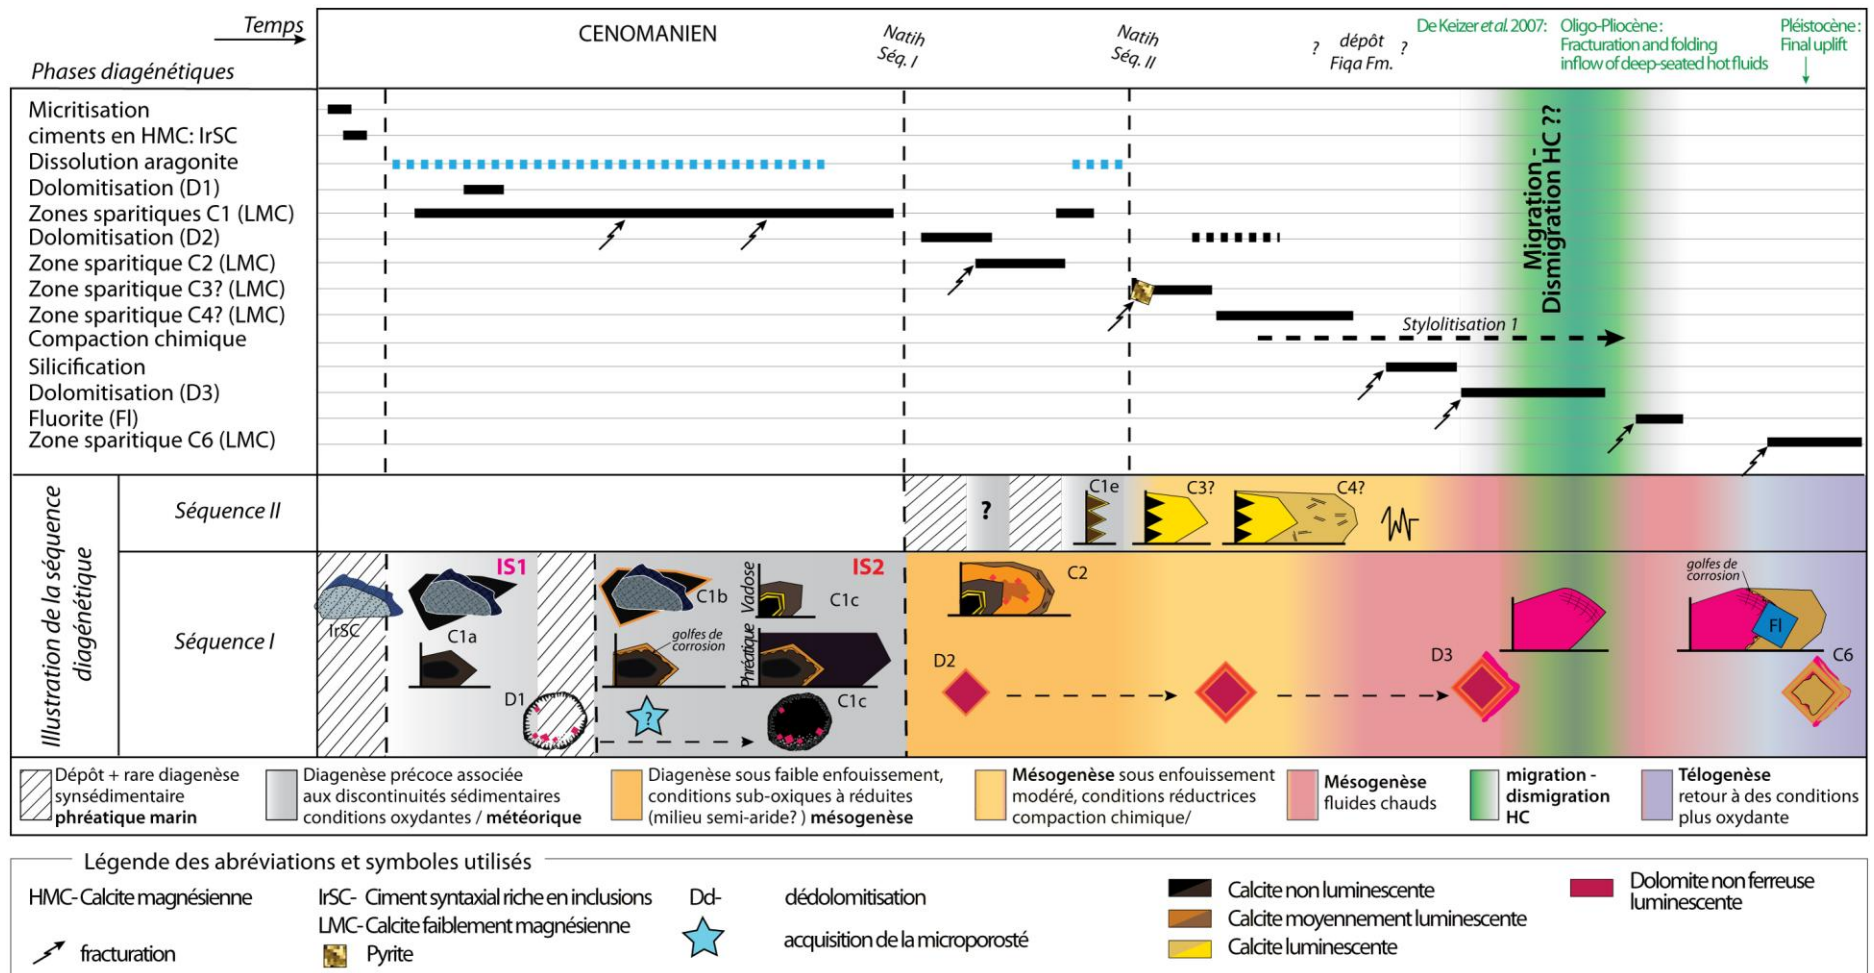 Temps
CENOMANIEN
Natih
Séq. I
Natih
Séq. II
? dépôt ?
Fiqa Fm.
De Keizer et al. 2007:
Oligo-Pliocène :
Fracturation and folding
inflow of deep-seated hot fluids
Pléistocène :
Final uplift
Phases diagénétiques
Micritisation
ciments en HMC: IrSC
Dissolution aragonite
Dolomitisation (D1)
Zones sparitiques C1 (LMC)
Dolomitisation (D2)
Zone sparitique C2 (LMC)
Zone sparitique C3? (LMC)
Zone sparitique C4? (LMC)
Compaction chimique
Silicification
Dolomitisation (D3)
Fluorite (Fl)
Zone sparitique C6 (LMC)
Stylolitisation 1
Migration -
Dismigration HC ??
Illustration de la séquence
diagénétique
Séquence II
?
C1e
C3?
C4?
Séquence I
IrSC
IS1
C1a
D1
C1b
golfes de
corrosion
?
IS2
Vadose
Phréatique
C1c
C1c
C2
D2
D3
golfes de
corrosion
Fl
C6
Dépôt + rare diagenèse
synsédimentaire
phréatique marin
Diagenèse précoce associée
aux discontinuités sédimentaires
conditions oxydantes / météorique
Diagenèse sous faible enfouissement,
conditions sub-oxiques à réduites
(milieu semi-aride? ) mésogenèse
Mésogenèse sous enfouissement
modéré, conditions réductrices
compaction chimique/
Mésogenèse
fluides chauds
migration -
dismigration
HC
Télogenèse
retour à des conditions
plus oxydante
Légende des abréviations et symboles utilisés
HMC- Calcite magnésienne
fracturation
IrSC- Ciment syntaxial riche en inclusions
LMC- Calcite faiblement magnésienne
Pyrite
Dd- dédolomitisation
acquisition de la microporosté
Calcite non luminescente
Calcite moyennement luminescente
Calcite luminescente
Dolomite non ferreuse
luminescente